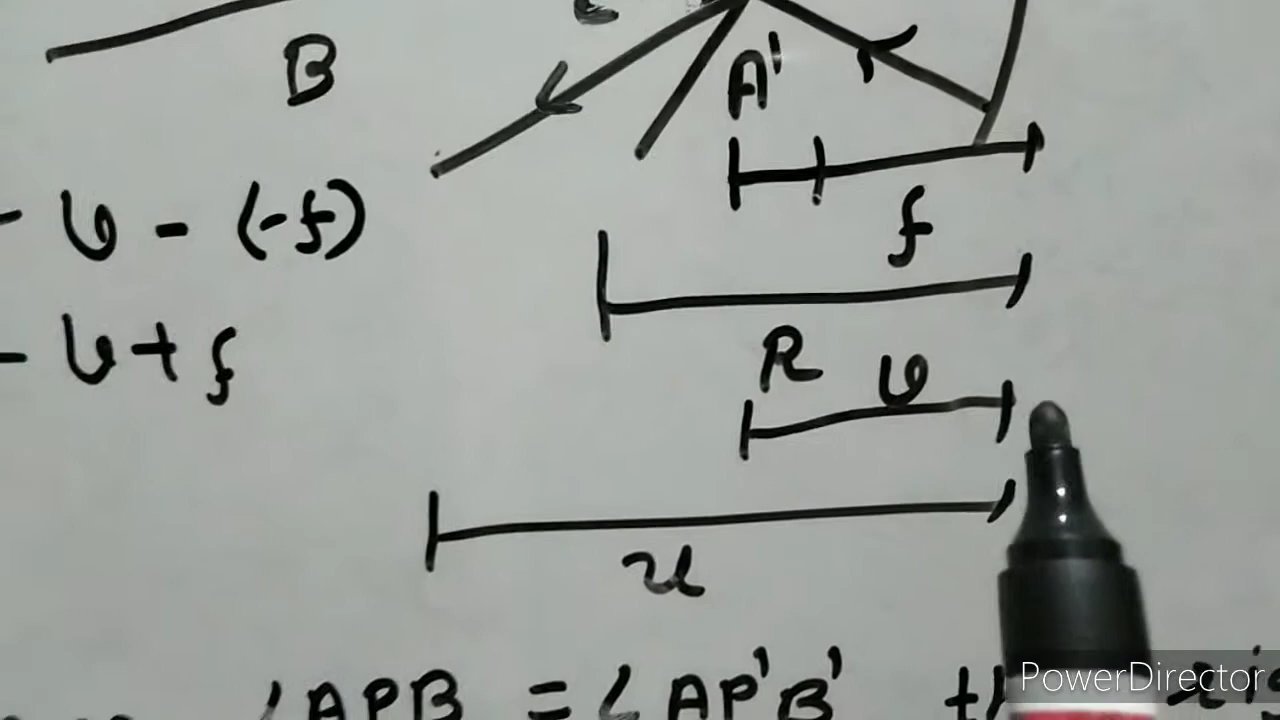 B
A'
- v - (-f)
f
- v + f
R
v
u
∠APB = ∠AP'B'
PowerDirector